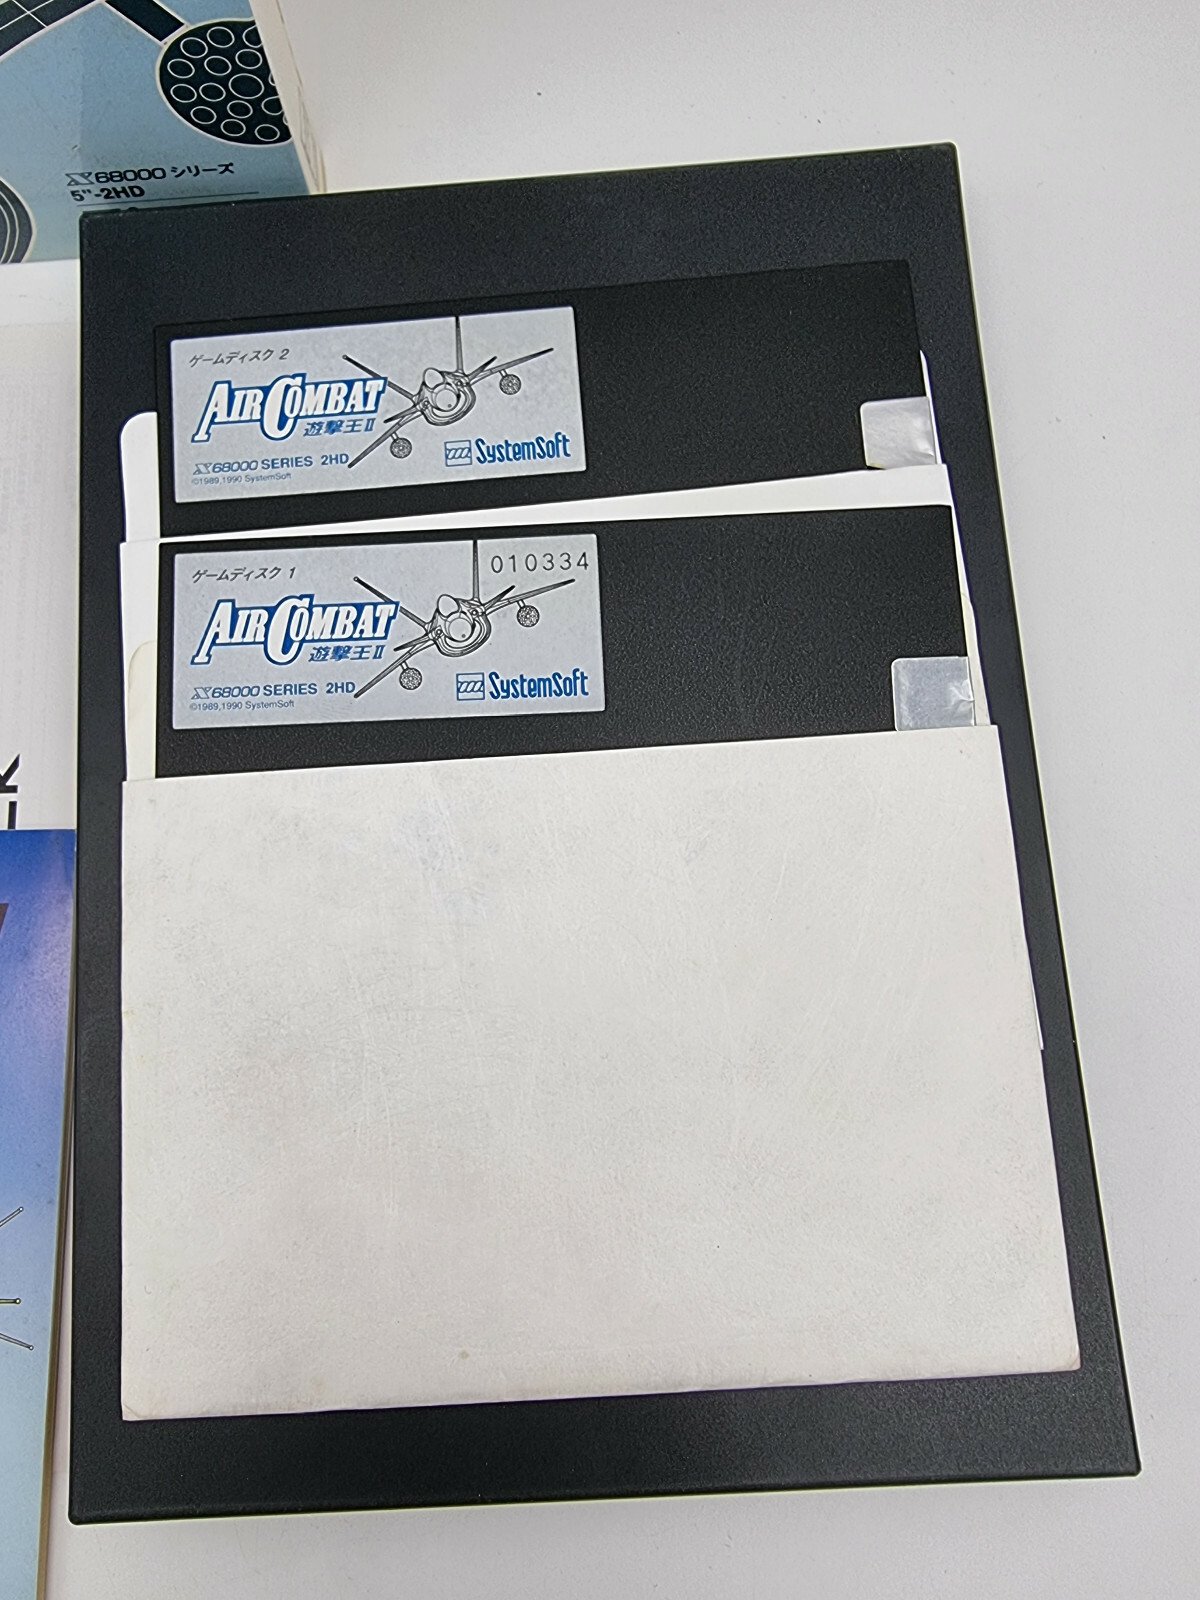 X68000 シリーズ
5"-2HD
ゲームディスク 2
AIR COMBAT
遊撃王II
X68000 SERIES 2HD
©1989,1990 SystemSoft
SystemSoft
ゲームディスク 1
010334
AIR COMBAT
遊撃王II
X68000 SERIES 2HD
©1989,1990 SystemSoft
SystemSoft